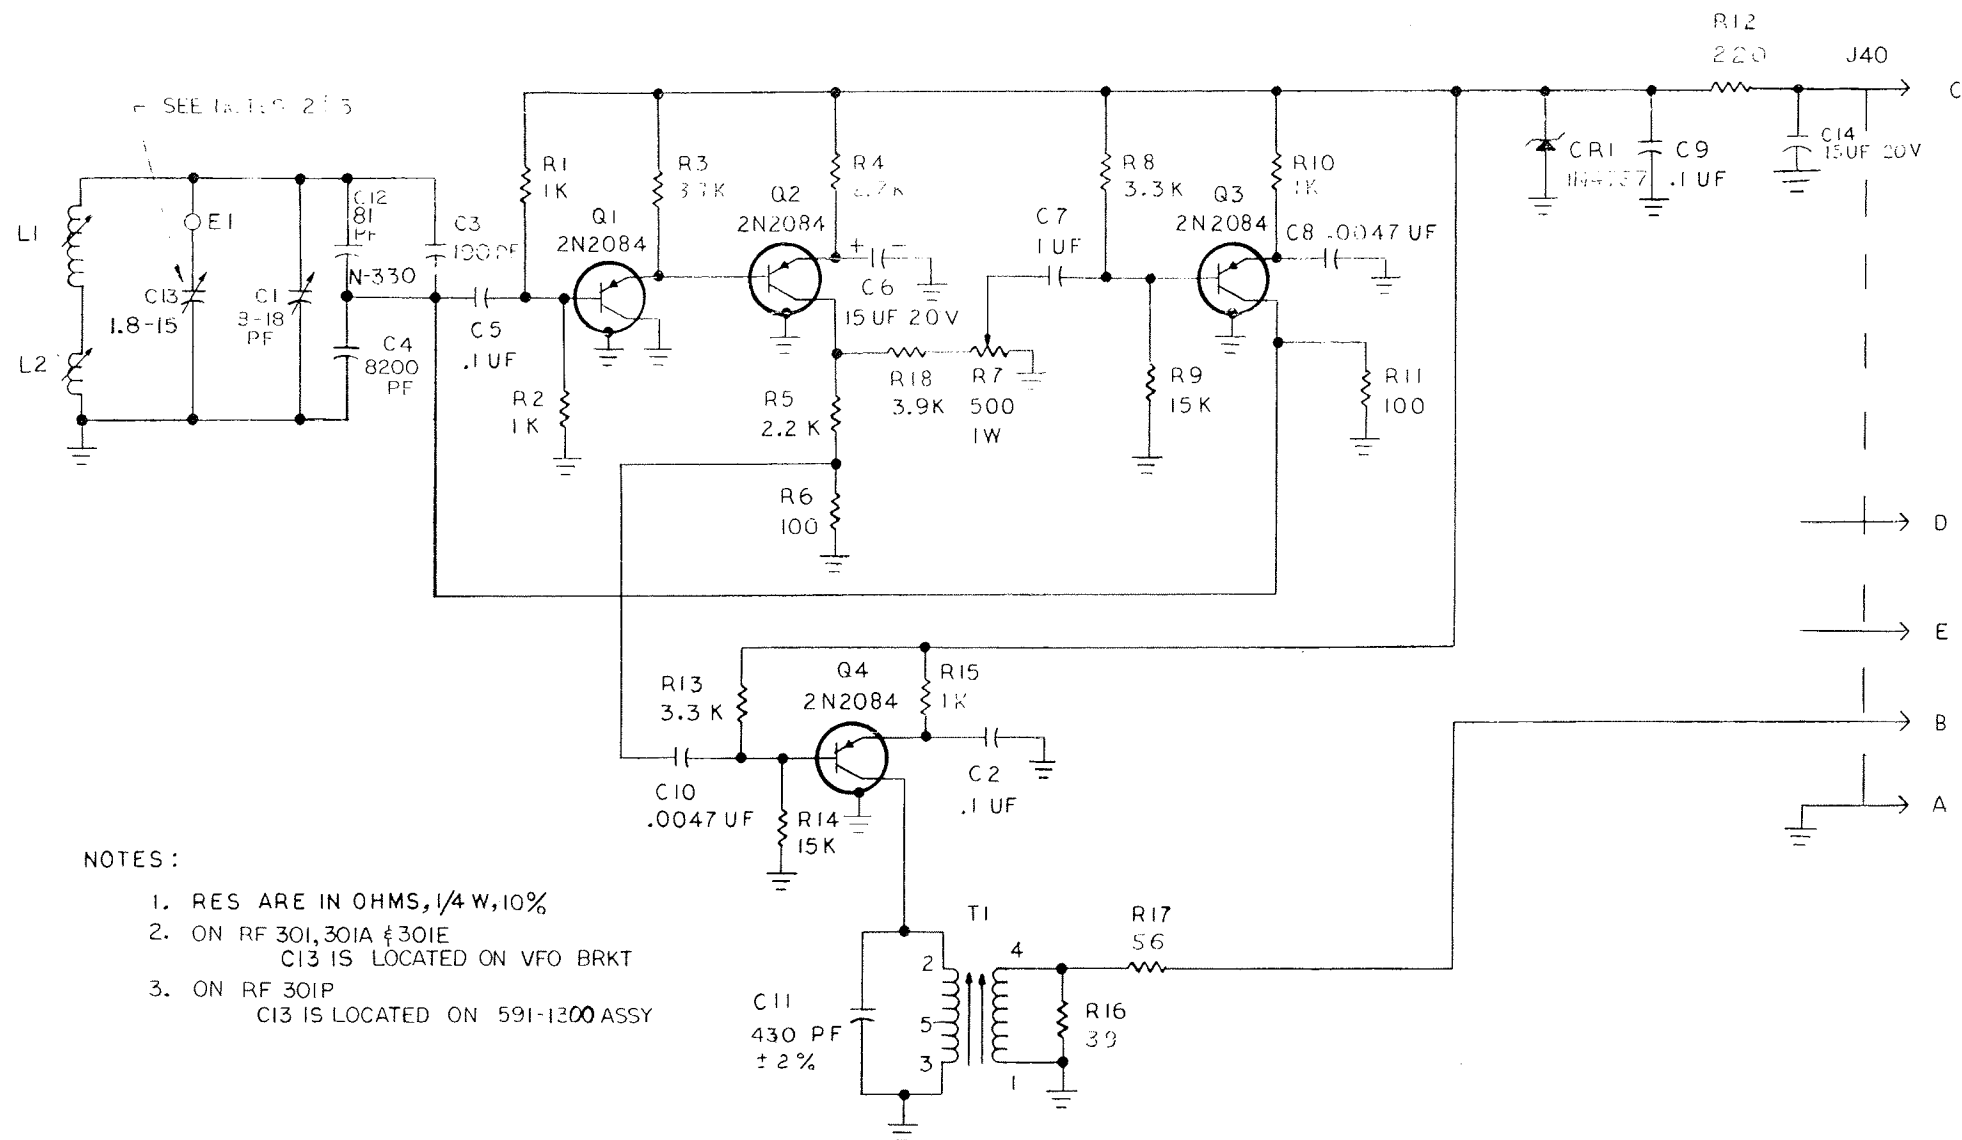 R12
220
J40
C
SEE
L1
L2
E1
C13
1.8-15
C1
3-18
PF
C12
81
PF
N-330
C3
100 PF
C4
8200
PF
C5
.1 UF
R1
1K
R2
1K
Q1
2N2084
R3
Q2
2N2084
R4
C6
15 UF 20V
R5
2.2 K
R6
100
R18
3.9K
R7
500
1W
C7
1 UF
R8
3.3 K
R9
15 K
Q3
2N2084
R10
1K
C8 .0047 UF
R11
100
CR1
C9
.1 UF
C14
15UF 20V
D
E
B
A
R13
3.3 K
Q4
2N2084
R15
1K
C2
.1 UF
C10
.0047 UF
R14
15K
C11
430 PF
± 2 %
T1
2
5
3
4
1
R17
56
R16
39
NOTES:
1. RES ARE IN OHMS, 1/4 W, 10%
2. ON RF 301, 301A & 301E
C13 IS LOCATED ON VFO BRKT
3. ON RF 301P
C13 IS LOCATED ON 591-1300 ASSY